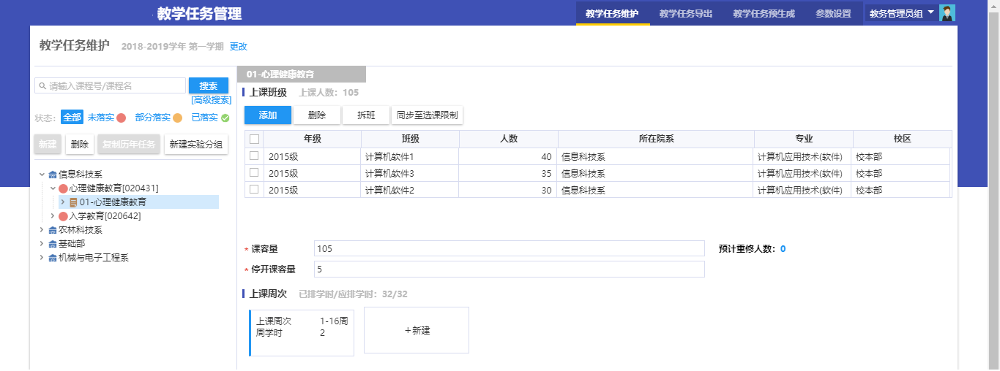 教学任务管理
教学任务维护 教学任务导出 教学任务预生成 参数设置 教务管理员组
教学任务维护 2018-2019学年 第一学期 更改
请输入课程号/课程名 搜索
[高级搜索]
状态: 全部 未落实 部分落实 已落实
新建 删除 复制历年任务 新建实验分组
信息科技系
心理健康教育[020431]
01-心理健康教育
入学教育[020642]
农林科技系
基础部
机械与电子工程系
01-心理健康教育
上课班级 上课人数: 105
添加 删除 拆班 同步至选课限制
年级 班级 人数 所在院系 专业 校区
2015级 计算机软件1 40 信息科技系 计算机应用技术(软件) 校本部
2015级 计算机软件3 35 信息科技系 计算机应用技术(软件) 校本部
2015级 计算机软件2 30 信息科技系 计算机应用技术(软件) 校本部
* 课容量 105 预计重修人数: 0
* 停开课容量 5
上课周次 已排学时/应排学时: 32/32
上课周次 1-16周
周学时 2
+新建